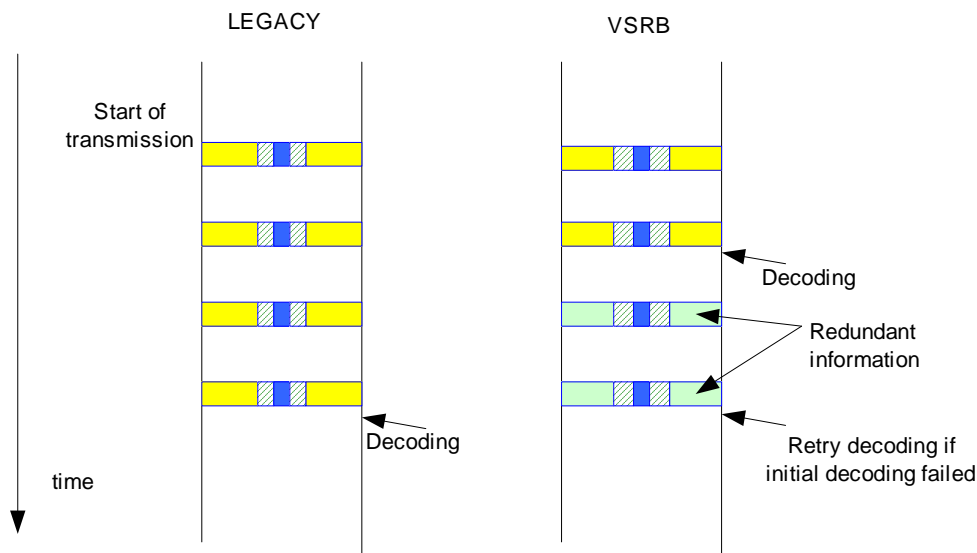 LEGACY
VSRB
Start of
transmission
Decoding
Redundant
information
Decoding
Retry decoding if
initial decoding failed
time